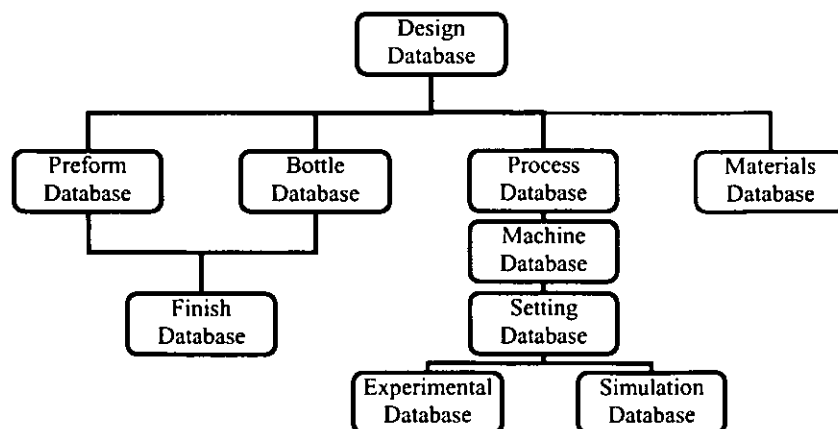 Design
Database
Preform
Database
Bottle
Database
Process
Database
Materials
Database
Machine
Database
Finish
Database
Setting
Database
Experimental
Database
Simulation
Database